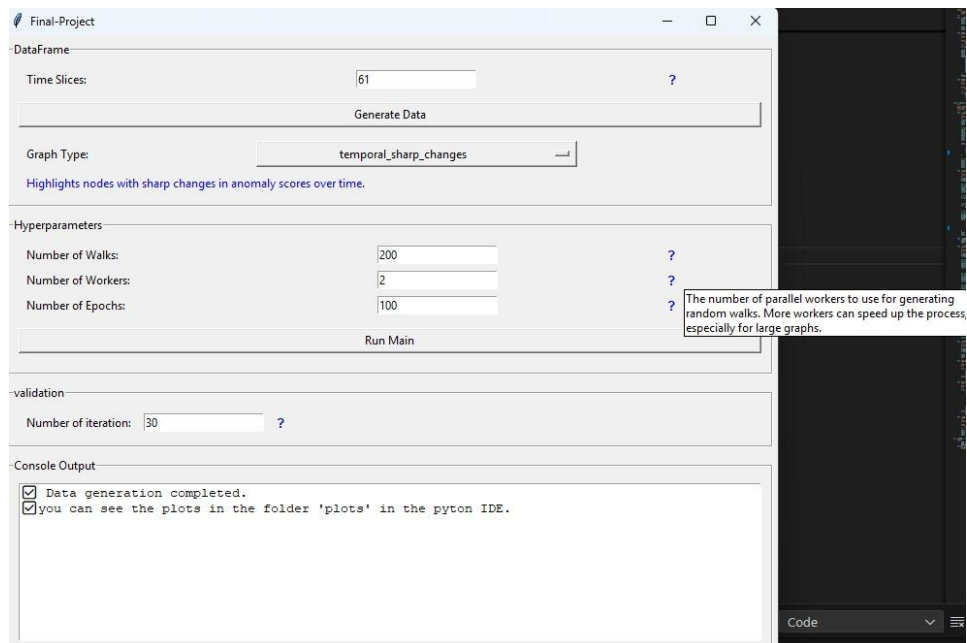 Final-Project
DataFrame
Time Slices: 61 ?
Generate Data
Graph Type: temporal_sharp_changes
Highlights nodes with sharp changes in anomaly scores over time.
Hyperparameters
Number of Walks: 200 ?
Number of Workers: 2 ?
Number of Epochs: 100 ?
The number of parallel workers to use for generating
random walks. More workers can speed up the process,
especially for large graphs.
Run Main
validation
Number of iteration: 30 ?
Console Output
☑ Data generation completed.
☑you can see the plots in the folder 'plots' in the pyton IDE.
Code